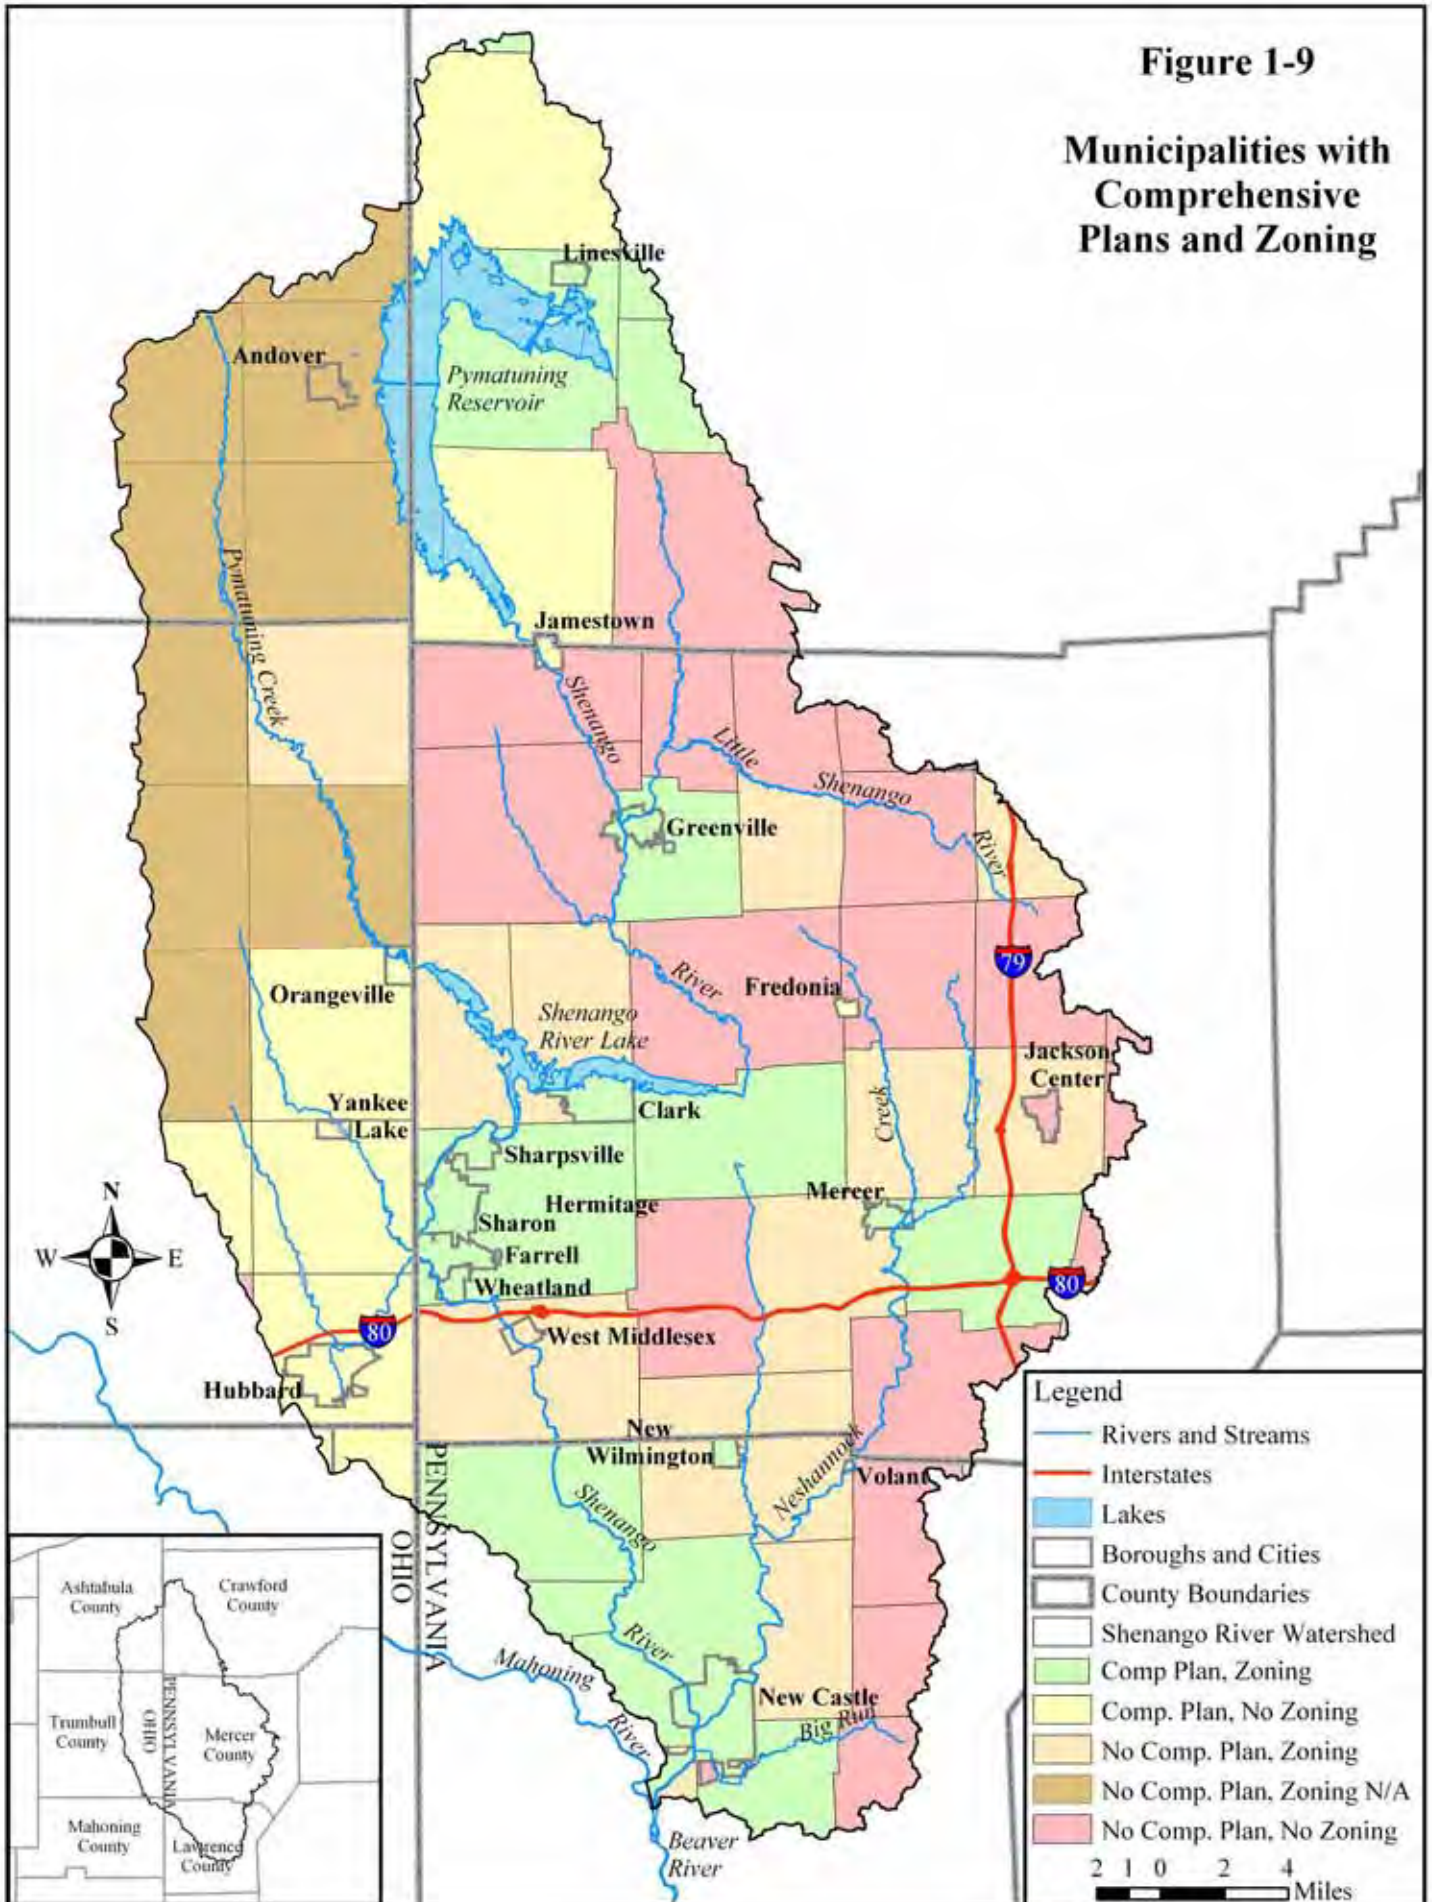 Figure 1-9
Municipalities with
Comprehensive
Plans and Zoning
Linesville
Andover
Pymatuning
Reservoir
Pymatuning Creek
Jamestown
Shenango
Little
Shenango
River
Greenville
79
Orangeville
River
Fredonia
Shenango
River Lake
Jackson
Center
Yankee
Lake
Clark
Creek
Sharpsville
Hermitage
Mercer
Sharon
Farrell
Wheatland
N
W
E
S
80
80
West Middlesex
Hubbard
New
Wilmington
Neshannock
Volant
PENNSYLVANIA
OHIO
Shenango
River
Mahoning
River
New Castle
Big Run
Beaver
River
Legend
Rivers and Streams
Interstates
Lakes
Boroughs and Cities
County Boundaries
Shenango River Watershed
Comp Plan, Zoning
Comp. Plan, No Zoning
No Comp. Plan, Zoning
No Comp. Plan, Zoning N/A
No Comp. Plan, No Zoning
2 1 0 2 4
Miles
Ashtabula
County
Crawford
County
Trumbull
County
OHIO
PENNSYLVANIA
Mercer
County
Mahoning
County
Lawrence
County